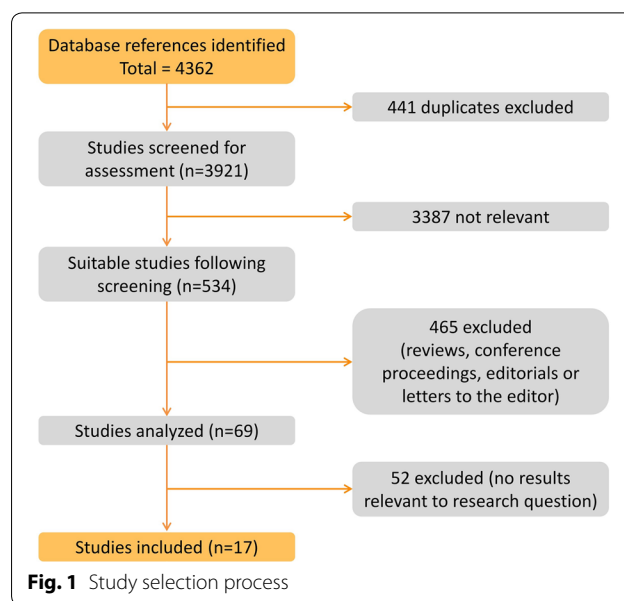 Database references identified
Total = 4362
441 duplicates excluded
Studies screened for
assessment (n=3921)
3387 not relevant
Suitable studies following
screening (n=534)
465 excluded
(reviews, conference
proceedings, editorials or
letters to the editor)
Studies analyzed (n=69)
52 excluded (no results
relevant to research question)
Studies included (n=17)
Fig. 1 Study selection process